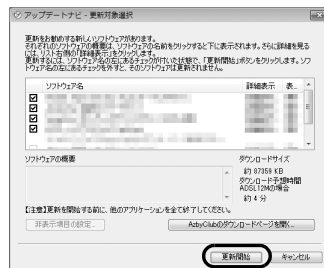 アップデートナビ - 更新対象選択
更新をお勧めする新しいソフトウェアがあります。
それぞれのソフトウェアの概要は、ソフトウェアの名前をクリックすると下に表示されます。さらに詳細を見る
には、リスト右側の「詳細表示」をクリックします。
更新するには、ソフトウェア名の左にあるチェックが付いた状態で、「更新開始」ボタンをクリックします。ソフ
トウェア名の左にあるチェックを外すと、そのソフトウェアは更新されません。
ソフトウェア名 詳細表示 表...
ソフトウェアの概要 ダウンロードサイズ
約 87359 KB
ダウンロード予想時間
ADSL12Mの場合
約 4 分
【注意】更新を開始する前に、他のアプリケーションを全て終了してください。
非表示項目の設定... AzbyClubのダウンロードページを開く...
更新開始 キャンセル